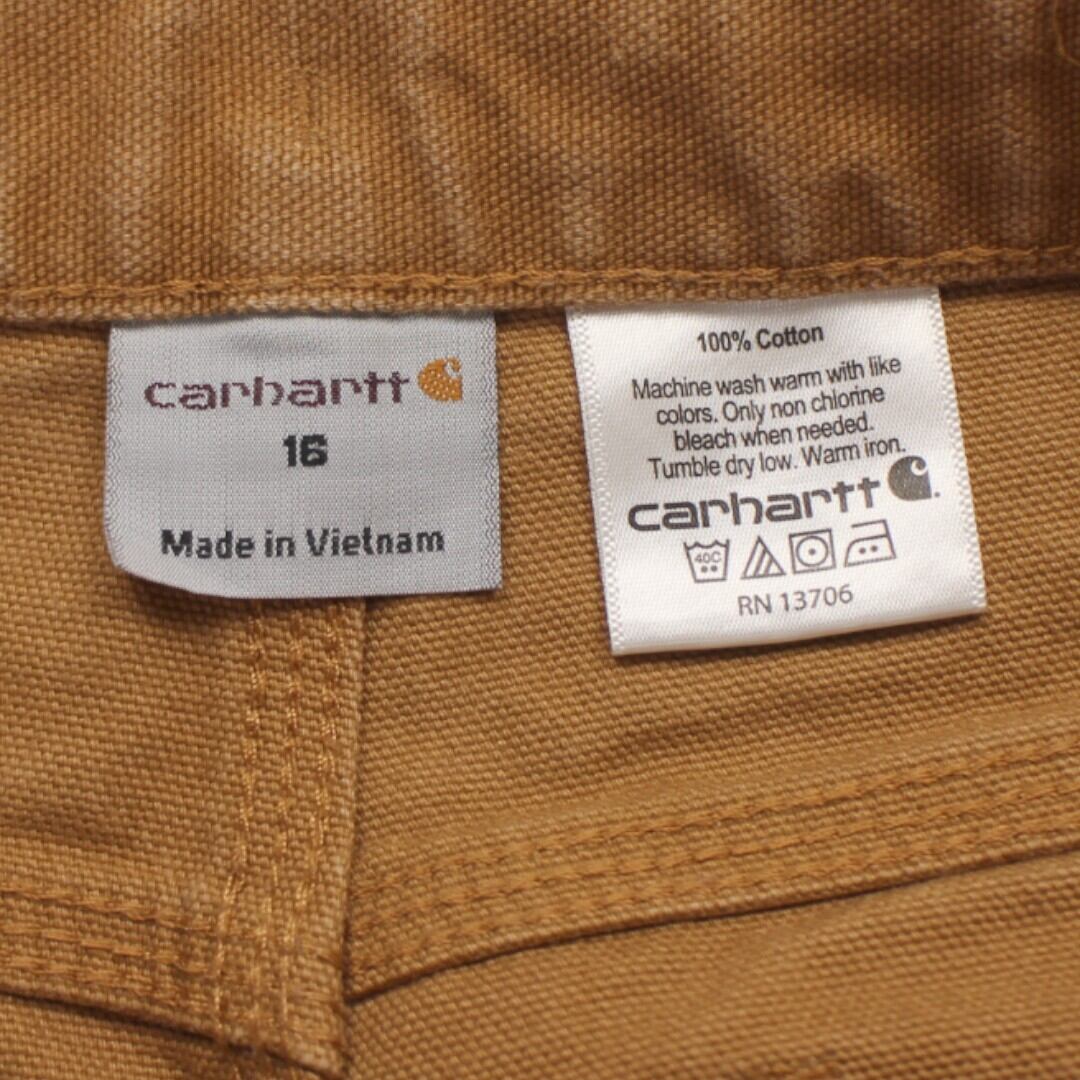 carhartt
16
Made in Vietnam
100% Cotton
Machine wash warm with like
colors. Only non chlorine
bleach when needed.
Tumble dry low. Warm iron.
carhartt
40C
RN 13706